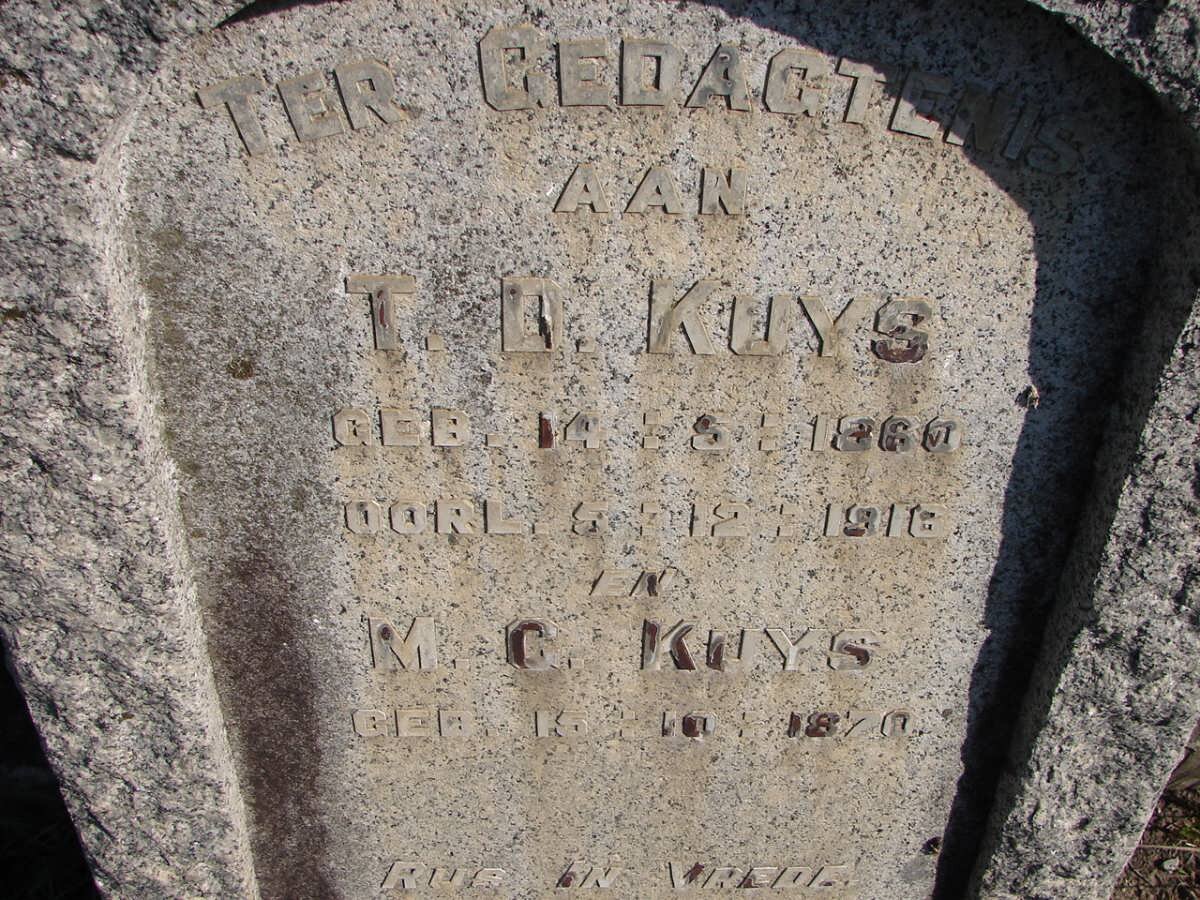 TER GEDAGTENIS
AAN
T. D. KUYS
GEB. 14 : 5 : 1860
OORL. 5 : 12 : 1916
EN
M. C. KUYS
GEB. 15 : 10 : 1870
RUS IN VREDE.